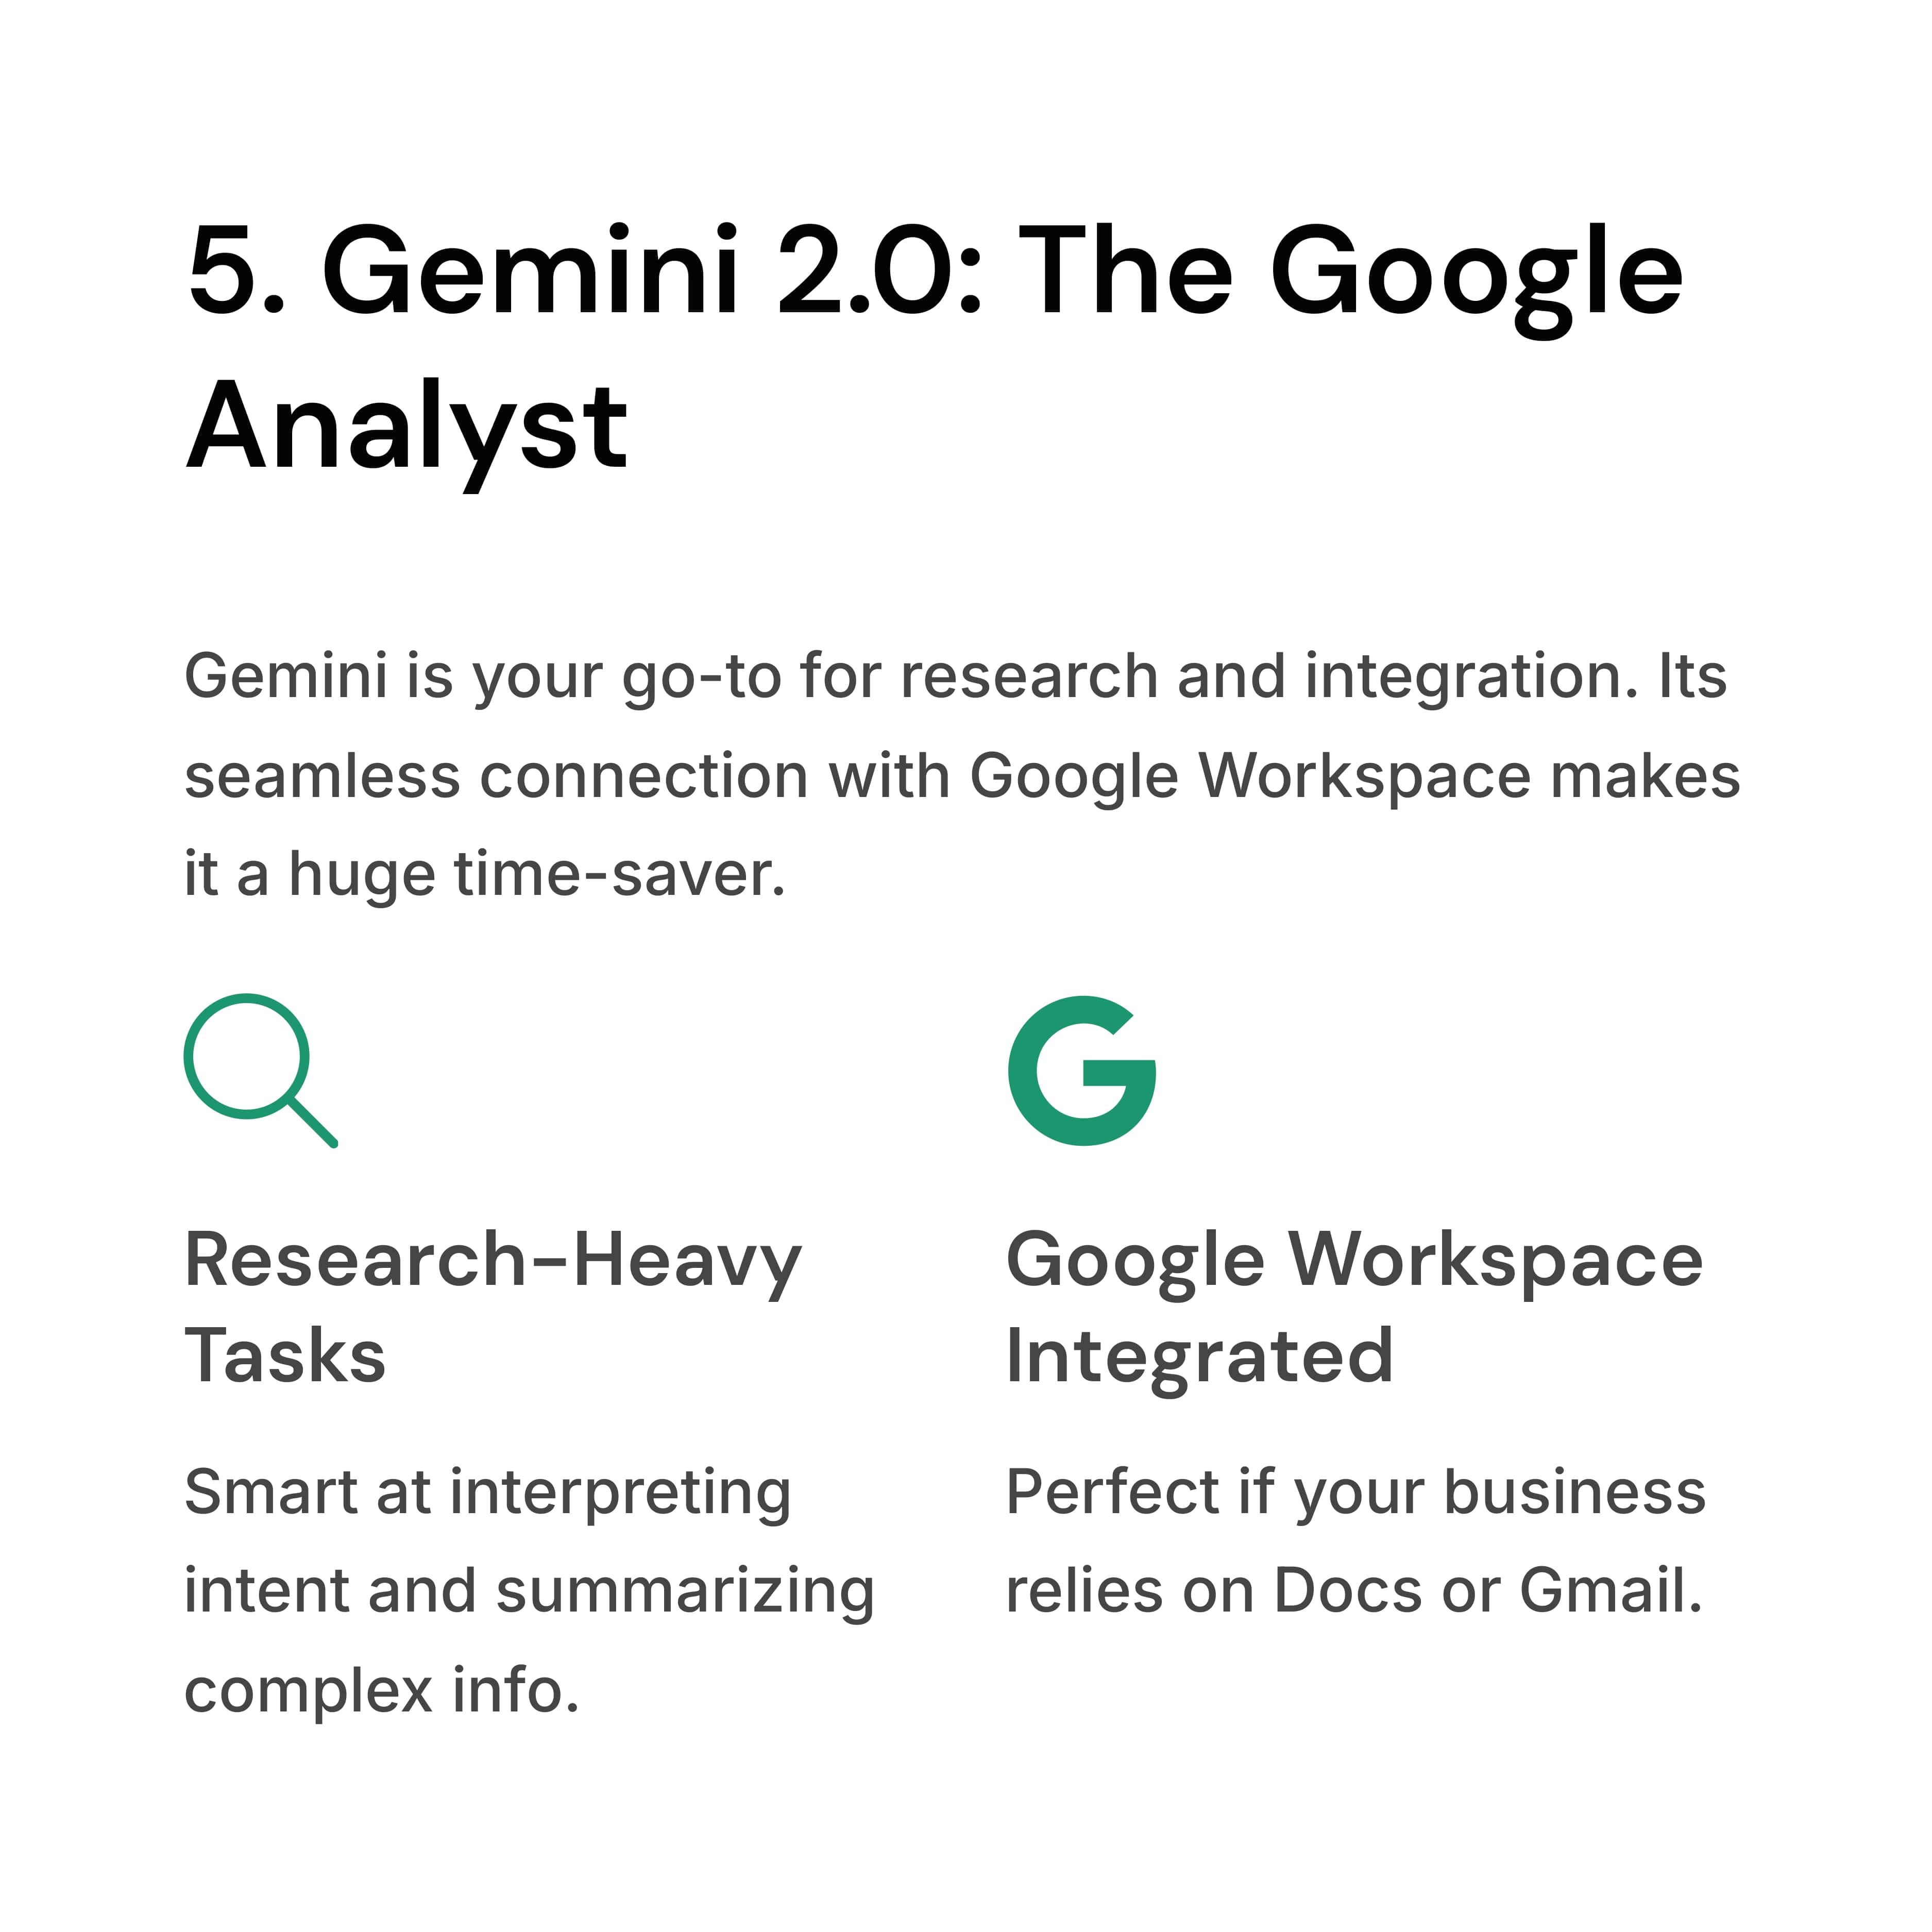 5. Gemini 2.0: The Google
Analyst
Gemini is your go-to for research and integration. Its
seamless connection with Google Workspace makes
it a huge time-saver.
Research-Heavy
Tasks
Smart at interpreting
intent and summarizing
complex info.
G
Google Workspace
Integrated
Perfect if your business
relies on Docs or Gmail.